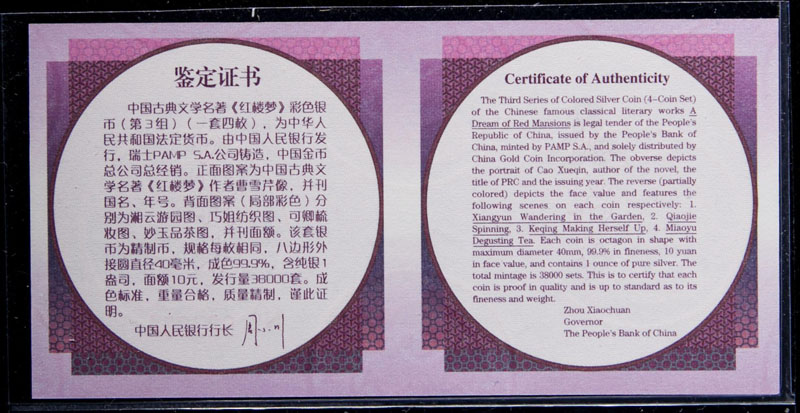 鉴定证书
中国古典文学名著《红楼梦》彩色银
币（第3组）（一套四枚），为中华人
民共和国法定货币。由中国人民银行发
行，瑞士PAMP S.A.公司铸造，中国金币
总公司总经销。正面图案为中国古典文
学名著《红楼梦》作者曹雪芹像，并刊
国名、年号。背面图案（局部彩色）分
别为湘云游园图、巧姐纺织图、可卿梳
妆图、妙玉品茶图，并刊面额。该套银
币为精制币，规格每枚相同，八边形外
接圆直径40毫米，成色99.9%，含纯银1
盎司，面额10元，发行量38000套。成
色标准，重量合格，质量精制，谨此证
明。
中国人民银行行长 周小川
Certificate of Authenticity
The Third Series of Colored Silver Coin (4-Coin Set)
of the Chinese famous classical literary works A
Dream of Red Mansions is legal tender of the People's
Republic of China, issued by the People's Bank of
China, minted by PAMP S.A., and solely distributed by
China Gold Coin Incorporation. The obverse depicts
the portrait of Cao Xueqin, author of the novel, the
title of PRC and the issuing year. The reverse (partially
colored) depicts the face value and features the
following scenes on each coin respectively: 1.
Xiangyun Wandering in the Garden, 2. Qiaojie
Spinning, 3. Keqing Making Herself Up, 4. Miaoyu
Degusting Tea. Each coin is octagon in shape with
maximum diameter 40mm, 99.9% in fineness, 10 yuan
in face value, and contains 1 ounce of pure silver. The
total mintage is 38000 sets. This is to certify that each
coin is proof in quality and is up to standard as to its
fineness and weight.
Zhou Xiaochuan
Governor
The People's Bank of China